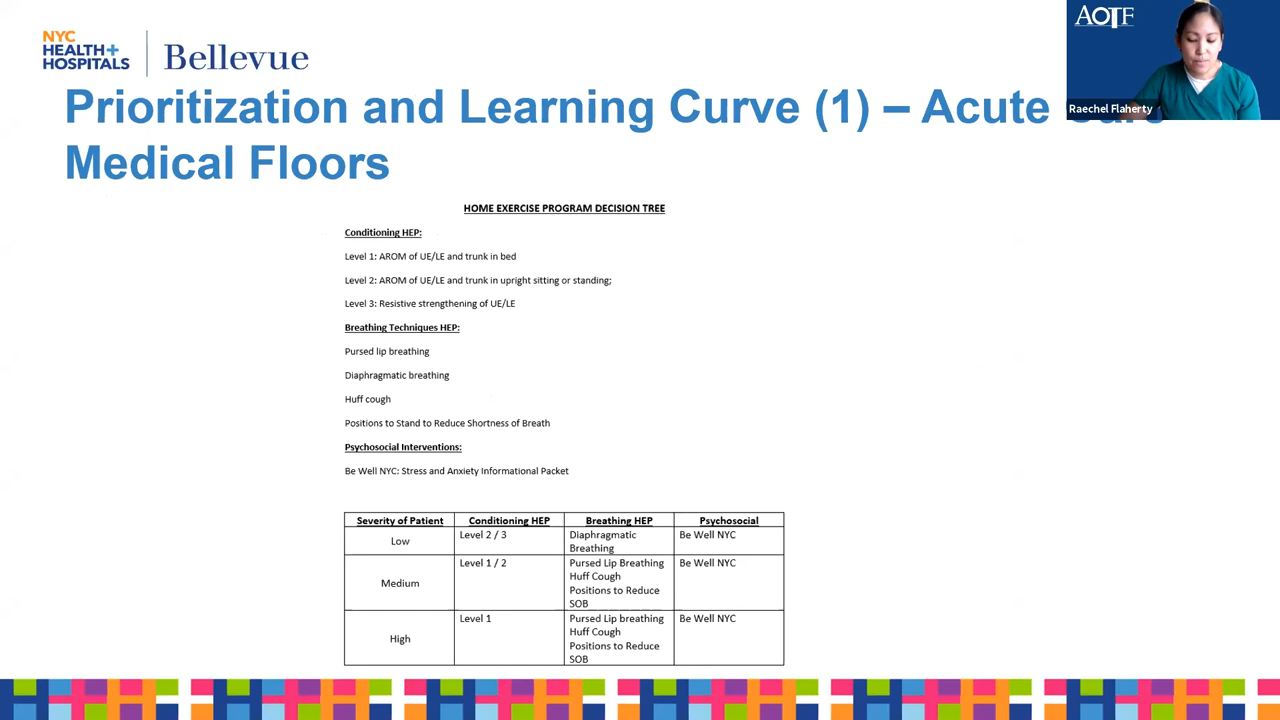 NYC
HEALTH+
HOSPITALS
Bellevue
AOTF
Raechel Flaherty
Prioritization and Learning Curve (1) – Acute
Medical Floors
HOME EXERCISE PROGRAM DECISION TREE
Conditioning HEP:
Level 1: AROM of UE/LE and trunk in bed
Level 2: AROM of UE/LE and trunk in upright sitting or standing;
Level 3: Resistive strengthening of UE/LE
Breathing Techniques HEP:
Pursed lip breathing
Diaphragmatic breathing
Huff cough
Positions to Stand to Reduce Shortness of Breath
Psychosocial Interventions:
Be Well NYC: Stress and Anxiety Informational Packet
Severity of Patient Conditioning HEP Breathing HEP Psychosocial
Low Level 2 / 3 Diaphragmatic Be Well NYC
Breathing
Medium Level 1 / 2 Pursed Lip Breathing Be Well NYC
Huff Cough
Positions to Reduce
SOB
High Level 1 Pursed Lip breathing Be Well NYC
Huff Cough
Positions to Reduce
SOB